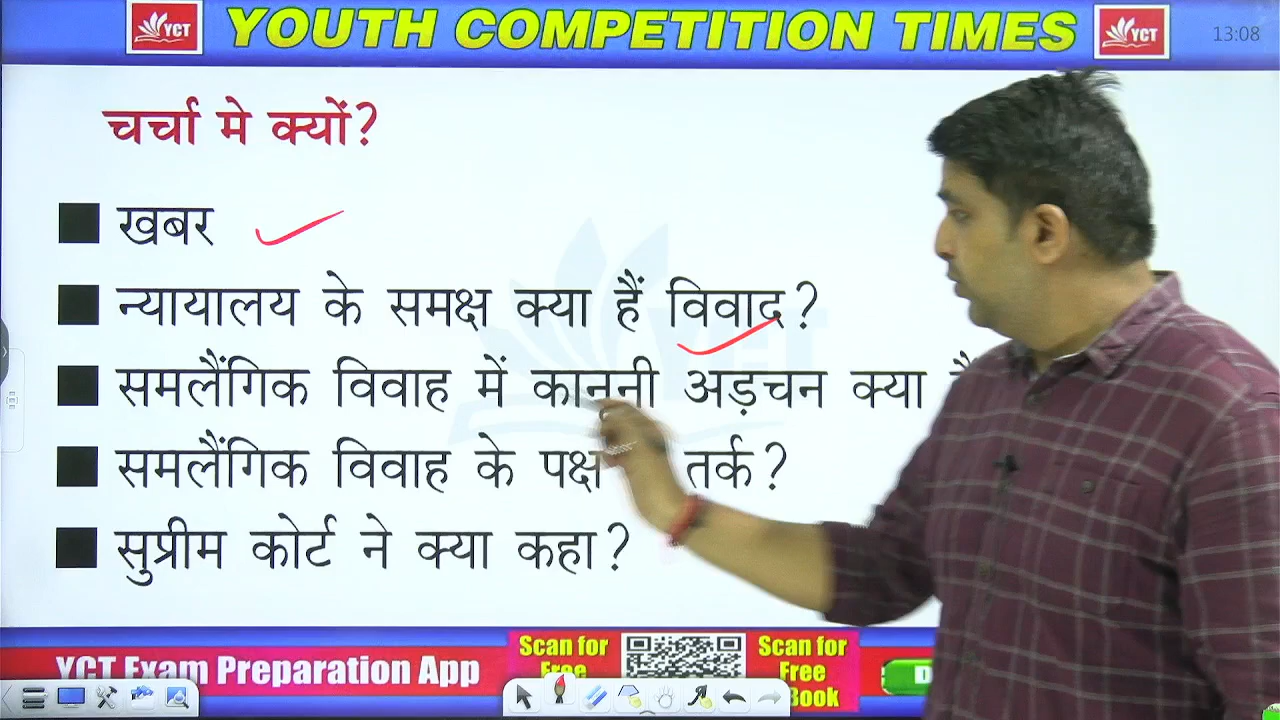 YCT YOUTH COMPETITION TIMES YCT 13:08
चर्चा मे क्यों?
खबर
न्यायालय के समक्ष क्या हैं विवाद?
समलैंगिक विवाह में कानूनी अड़चन क्या
समलैंगिक विवाह के पक्ष तर्क?
सुप्रीम कोर्ट ने क्या कहा?
YCT Exam Preparation App
Scan for
Free
Scan for
Free
Book